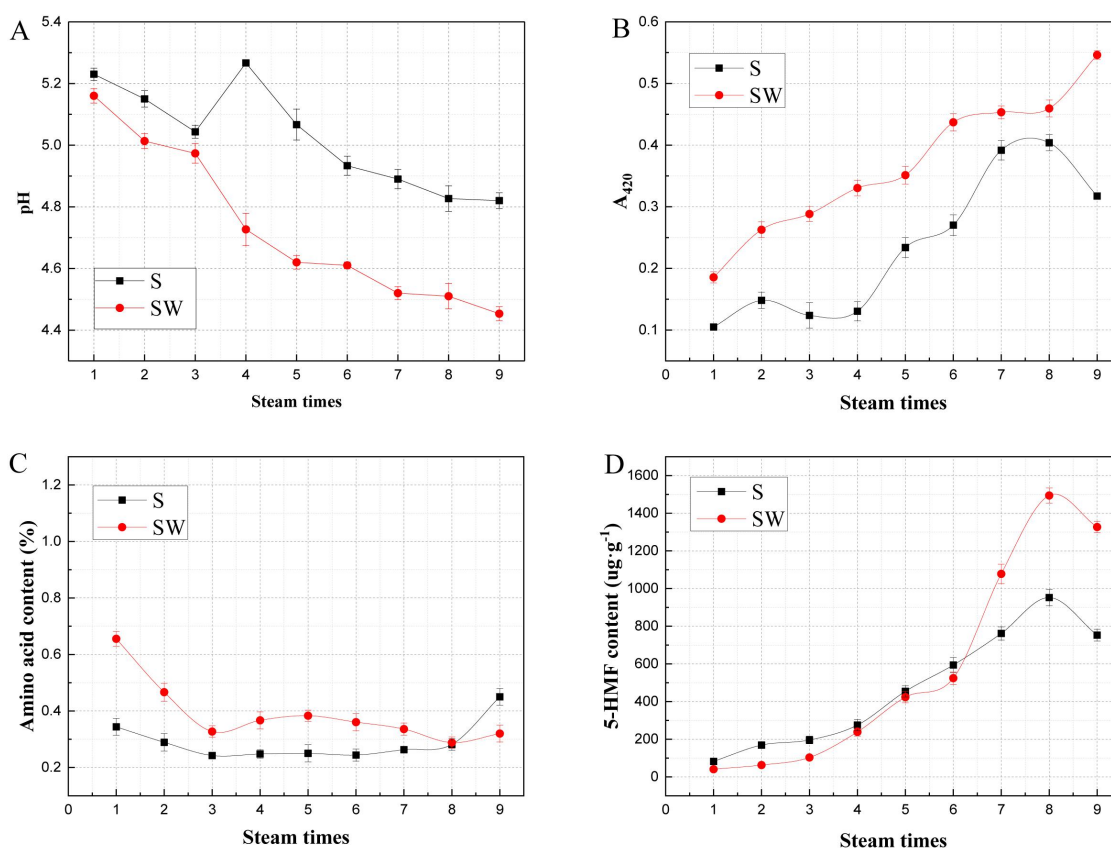 A
5.4
5.2
5.0
4.8
4.6
4.4
pH
S
SW
1 2 3 4 5 6 7 8 9
Steam times
B
0.6
0.5
0.4
0.3
0.2
0.1
A420
S
SW
0 1 2 3 4 5 6 7 8 9
Steam times
C
1.2
1.0
0.8
0.6
0.4
0.2
Amino acid content (%)
S
SW
0 1 2 3 4 5 6 7 8 9
Steam times
D
1600
1400
1200
1000
800
600
400
200
0
5-HMF content (ug·g-1)
S
SW
0 1 2 3 4 5 6 7 8 9
Steam times